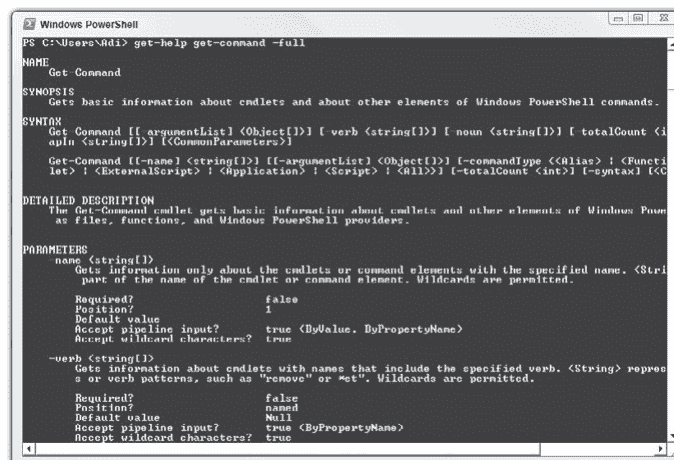 Windows PowerShell
PS C:\Users\Adi> get-help get-command -full
NAME
Get-Command
SYNOPSIS
Gets basic information about cmdlets and about other elements of Windows PowerShell commands.
SYNTAX
Get-Command [[-argumentList] <Object[]>] [-verb <string[]>] [-noun <string[]>] [-totalCount <i
apIn <string[]>] [<CommonParameters>]
Get-Command [[-name] <string[]>] [[-argumentList] <Object[]>] [-commandType {<Alias> | <Functi
let> | <ExternalScript> | <Application> | <Script> | <All>}] [-totalCount <int>] [-syntax] [<C
DETAILED DESCRIPTION
The Get-Command cmdlet gets basic information about cmdlets and other elements of Windows Powe
as files, functions, and Windows PowerShell providers.
PARAMETERS
-name <string[]>
Gets information only about the cmdlets or command elements with the specified name. <Stri
part of the name of the cmdlet or command element. Wildcards are permitted.
Required? false
Position? 1
Default value
Accept pipeline input? true (ByValue, ByPropertyName)
Accept wildcard characters? true
-verb <string[]>
Gets information about cmdlets with names that include the specified verb. <String> repres
s or verb patterns, such as "remove" or *et". Wildcards are permitted.
Required? false
Position? named
Default value Null
Accept pipeline input? true (ByPropertyName)
Accept wildcard characters? true